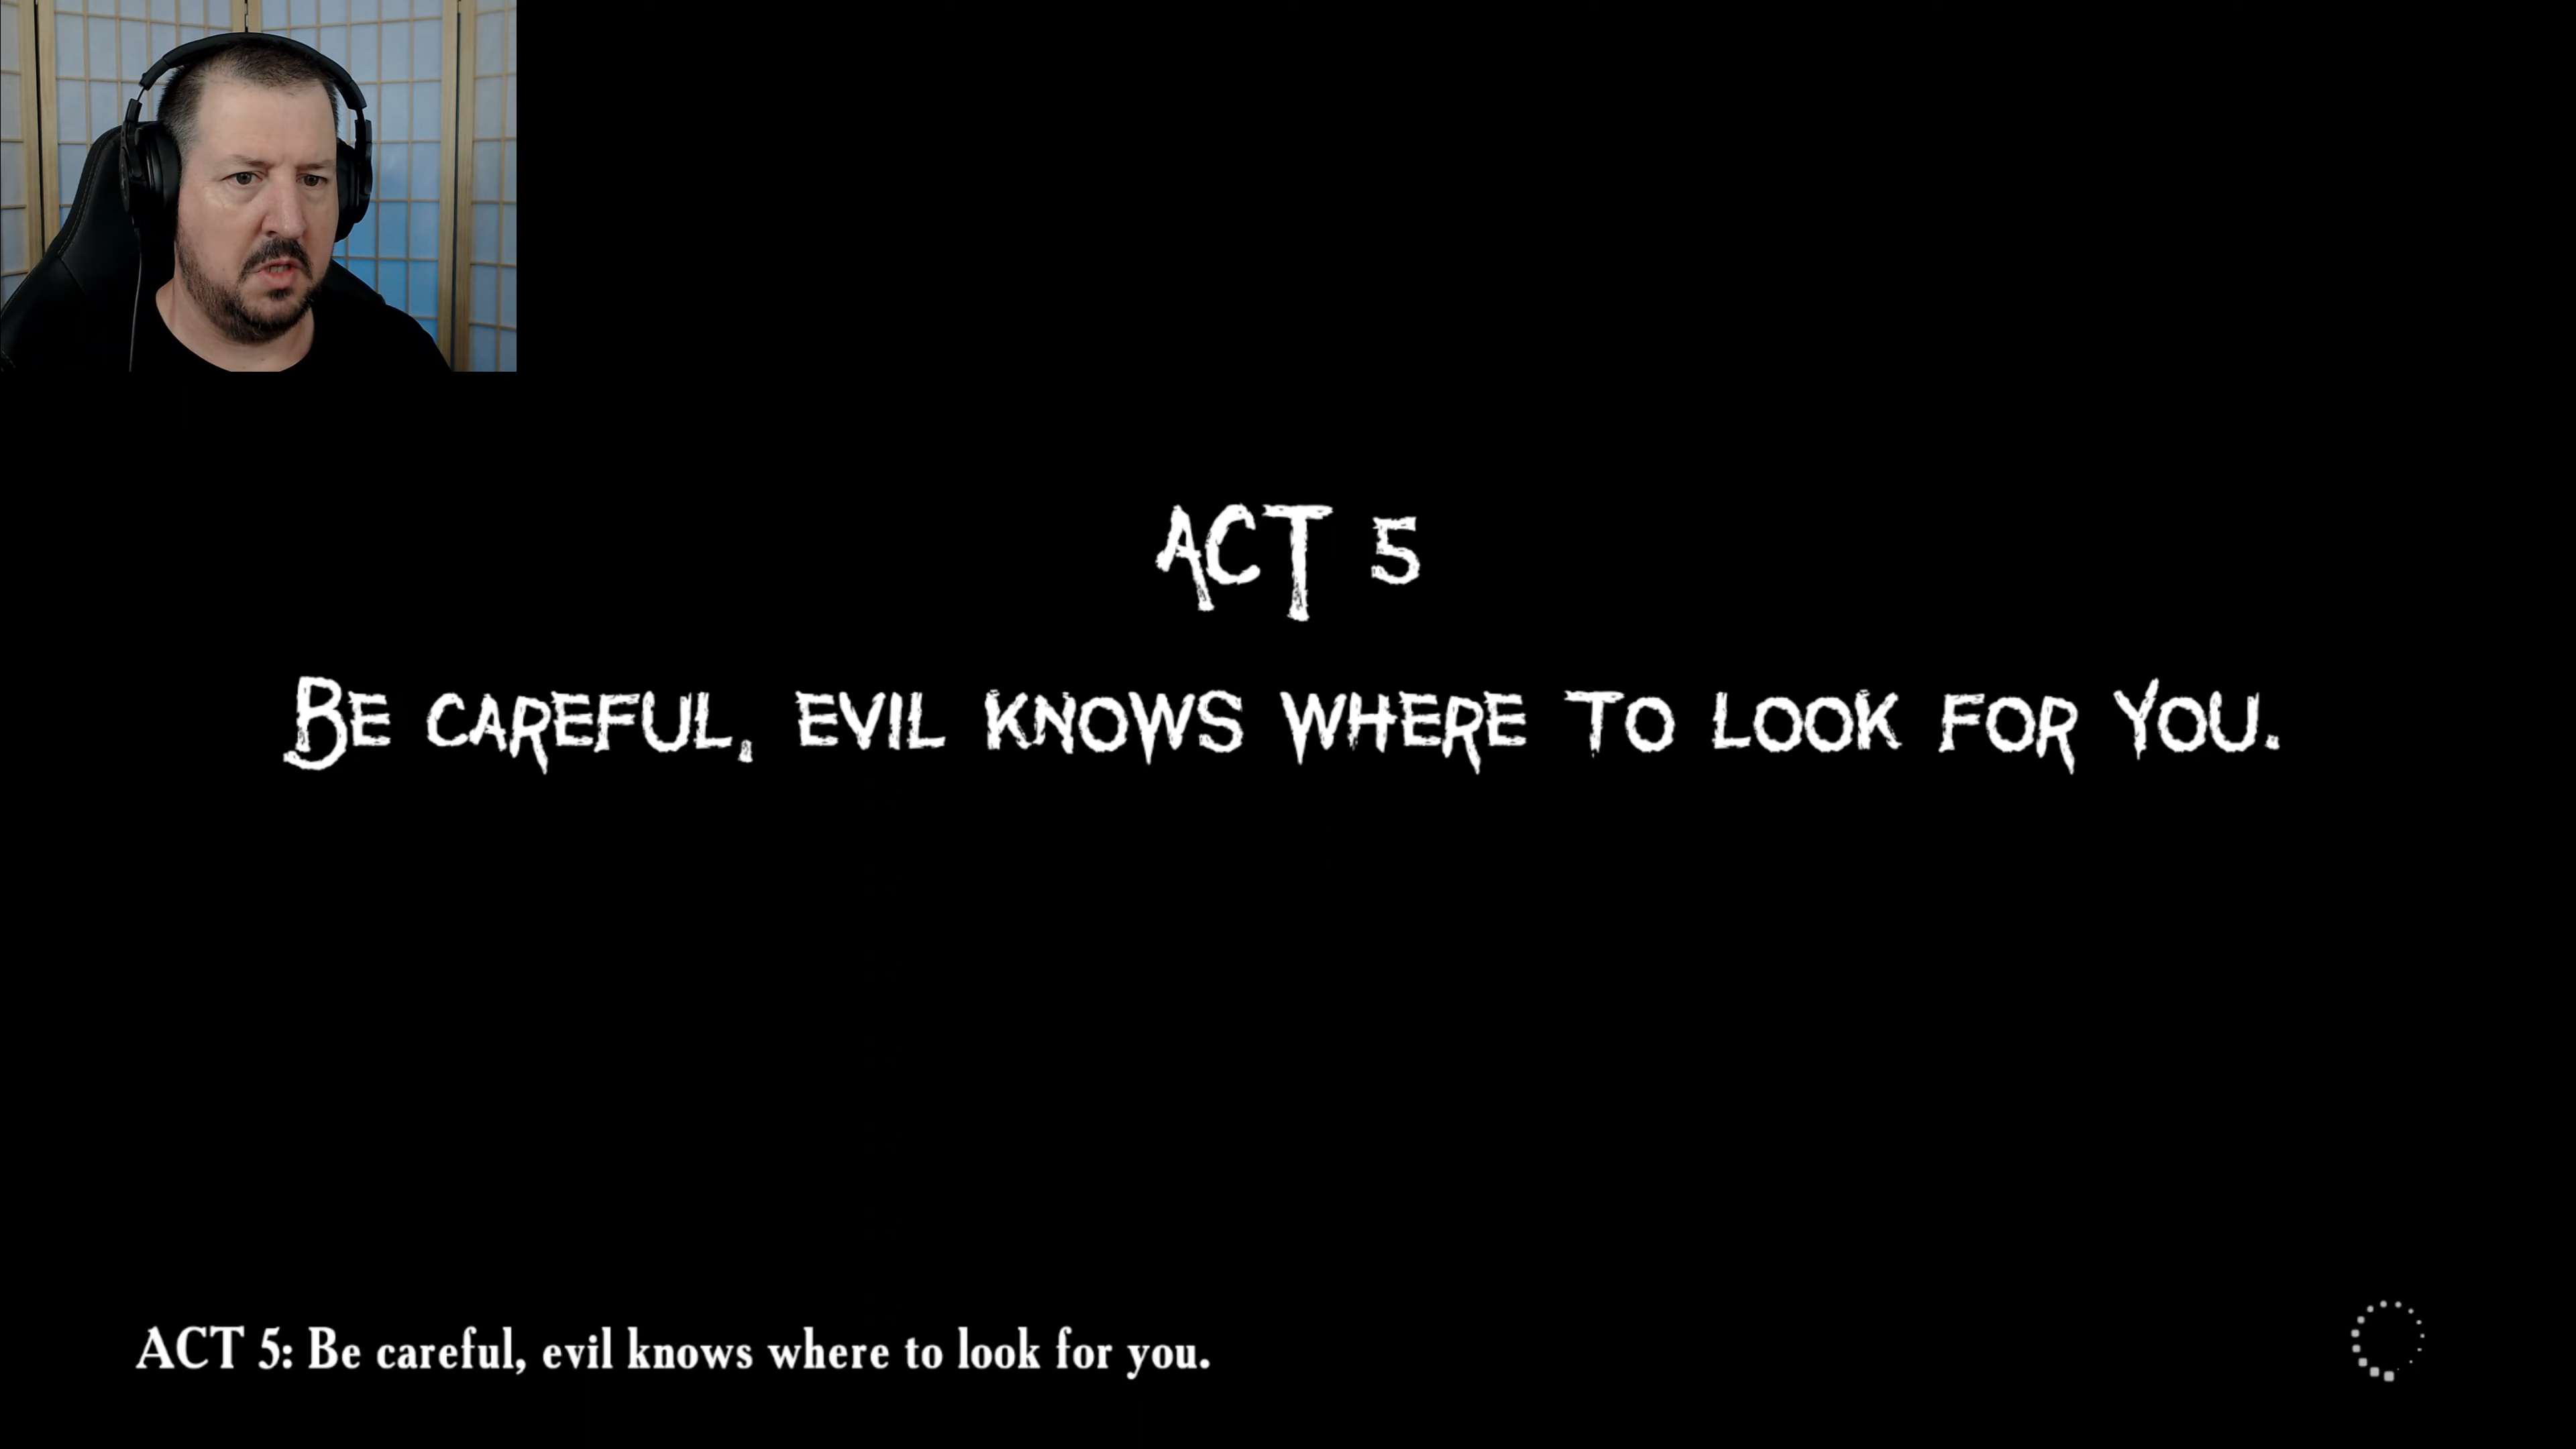 ACT 5
BE CAREFUL, EVIL KNOWS WHERE TO LOOK FOR YOU.
ACT 5: Be careful, evil knows where to look for you.